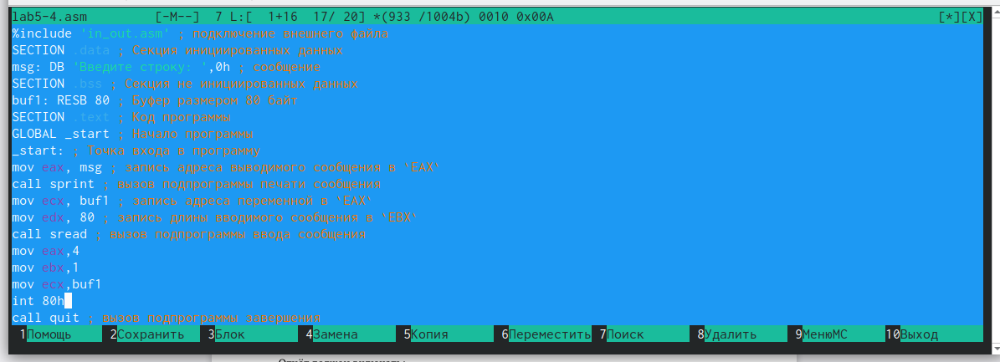 lab5-4.asm [-M--] 7 L:[ 1+16 17/ 20] *(933 /1004b) 0010 0x00A [*][X]
%include 'in_out.asm' ; подключение внешнего файла
SECTION .data ; Секция инициированных данных
msg: DB 'Введите строку: ',0h ; сообщение
SECTION .bss ; Секция не инициированных данных
buf1: RESB 80 ; Буфер размером 80 байт
SECTION .text ; Код программы
GLOBAL _start ; Начало программы
_start: ; Точка входа в программу
mov eax, msg ; запись адреса выводимого сообщения в `EAX`
call sprint ; вызов подпрограммы печати сообщения
mov ecx, buf1 ; запись адреса переменной в `EAX`
mov edx, 80 ; запись длины вводимого сообщения в `EBX`
call sread ; вызов подпрограммы ввода сообщения
mov eax,4
mov ebx,1
mov ecx,buf1
int 80h
call quit ; вызов подпрограммы завершения
1Помощь 2Сохранить 3Блок 4Замена 5Копия 6Переместить 7Поиск 8Удалить 9МенюMC 10Выход